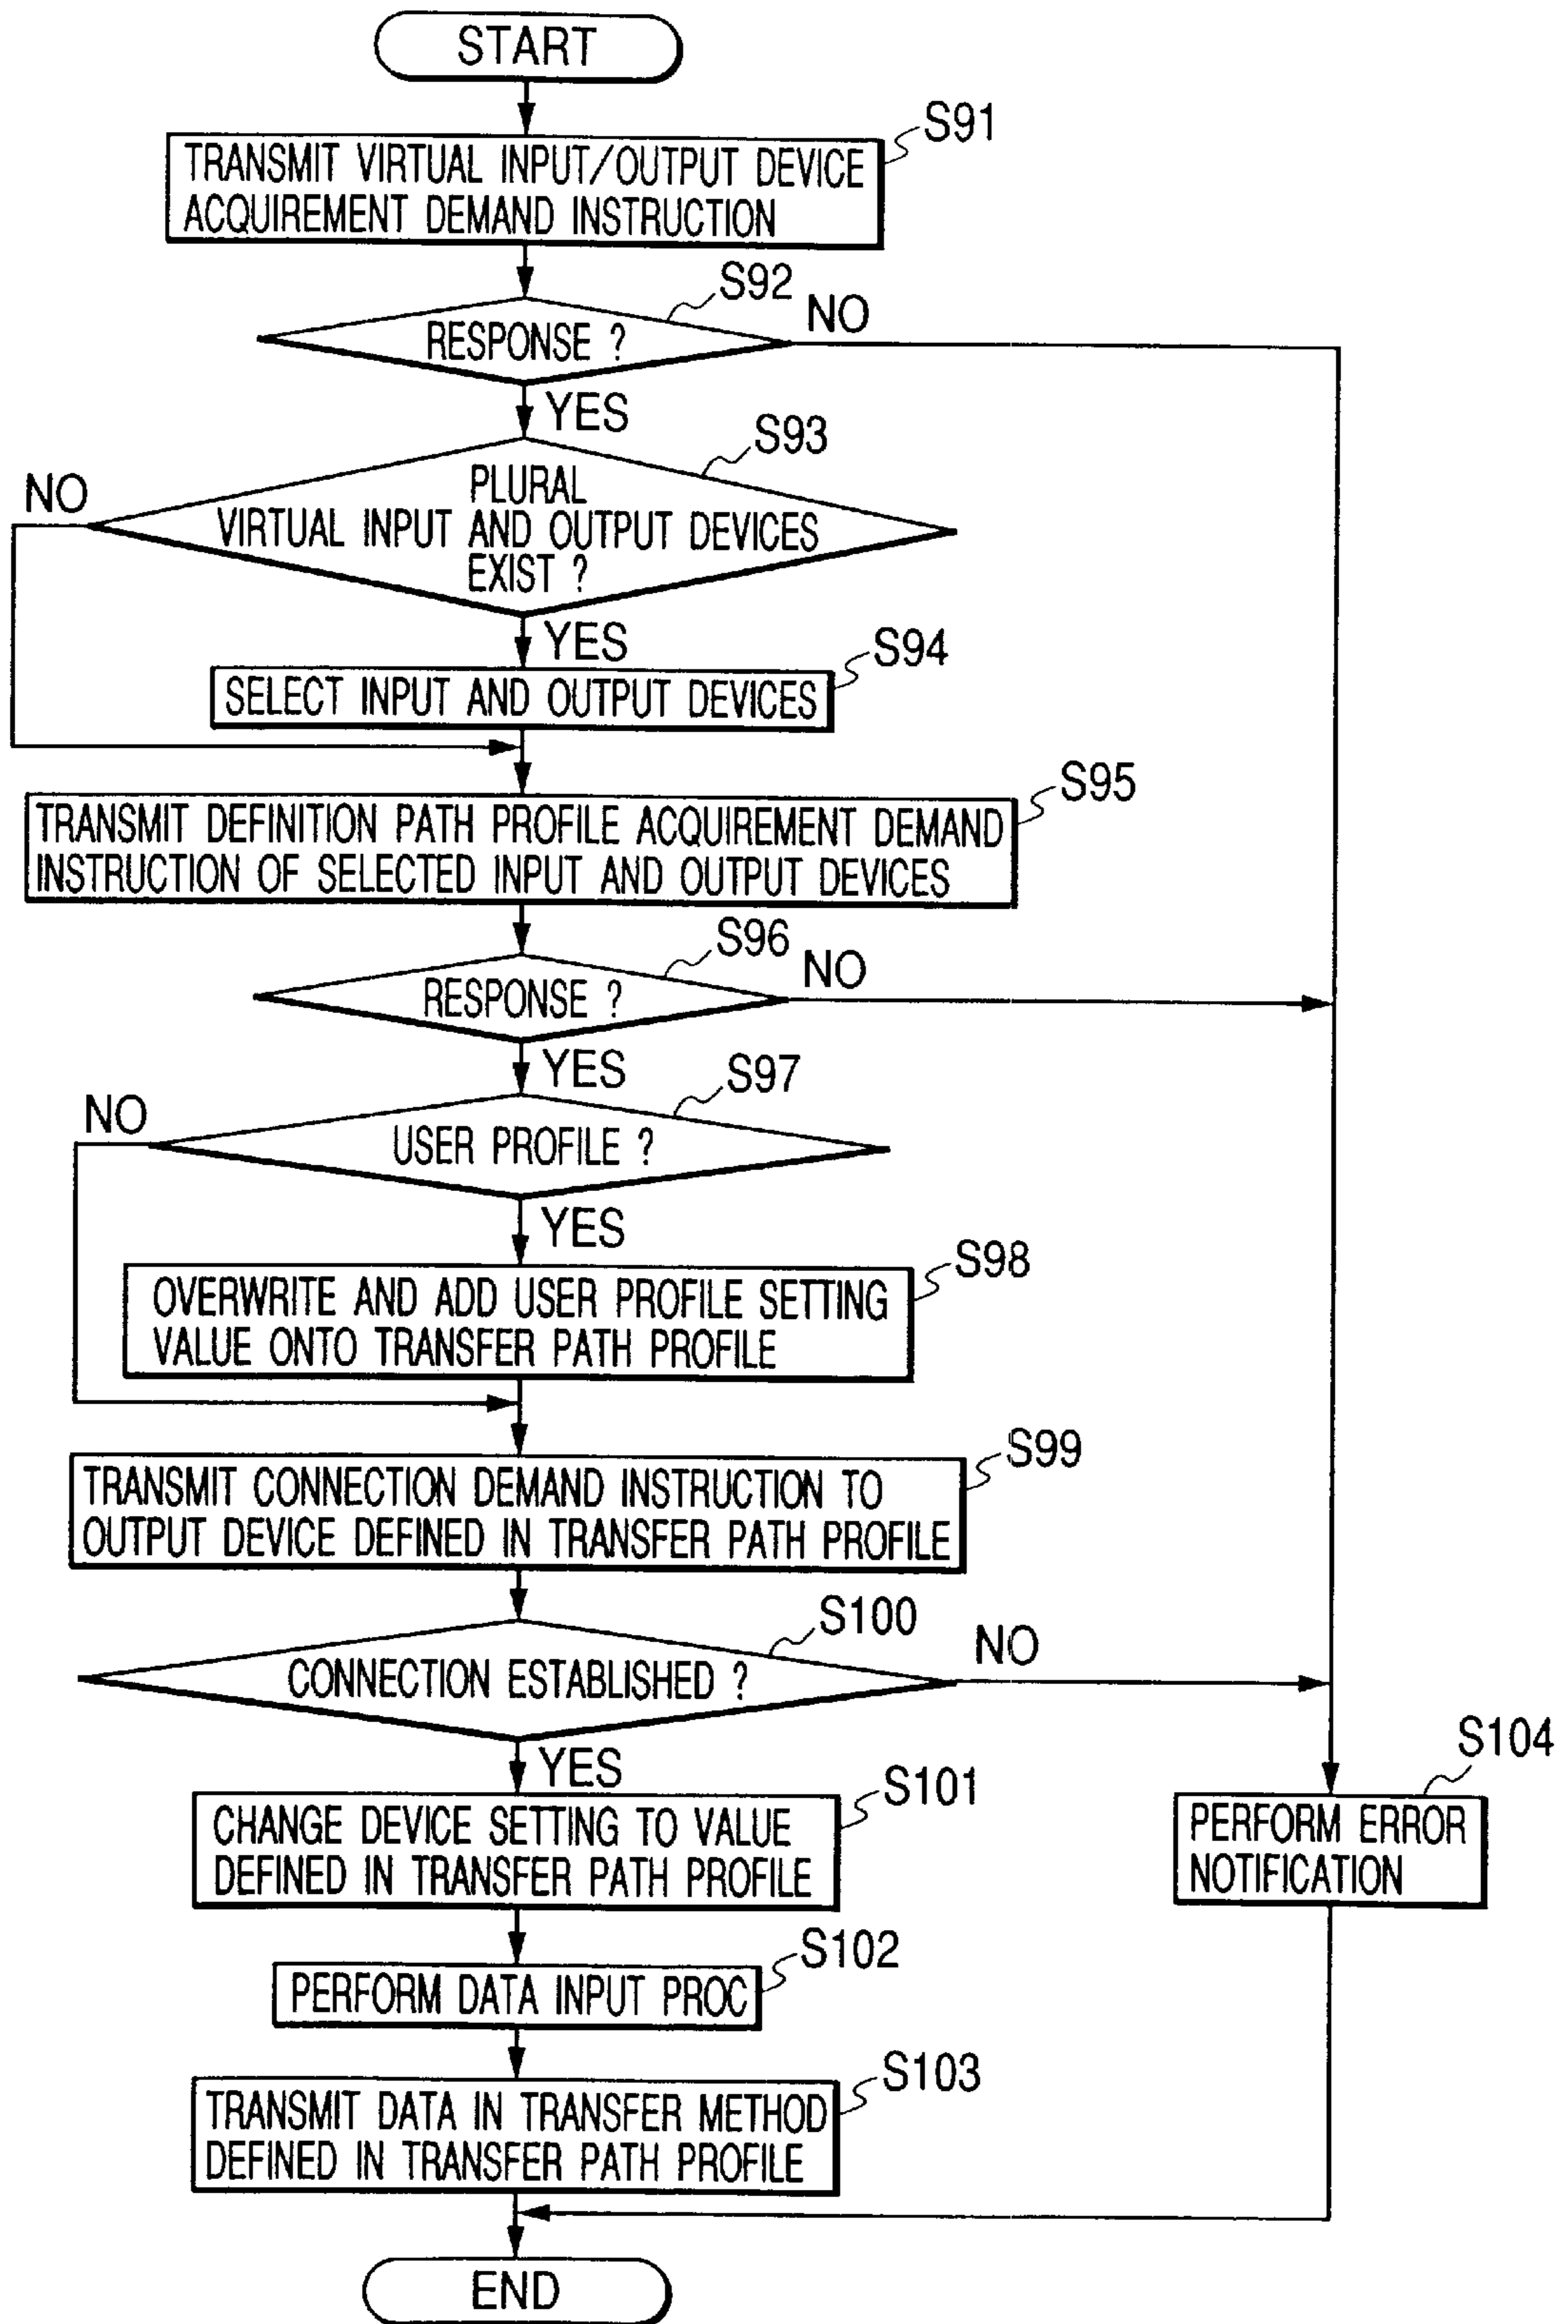 START
S91
TRANSMIT VIRTUAL INPUT/OUTPUT DEVICE
ACQUIREMENT DEMAND INSTRUCTION
S92
RESPONSE ?
NO
YES
S93
NO
PLURAL
VIRTUAL INPUT AND OUTPUT DEVICES
EXIST ?
YES
S94
SELECT INPUT AND OUTPUT DEVICES
S95
TRANSMIT DEFINITION PATH PROFILE ACQUIREMENT DEMAND
INSTRUCTION OF SELECTED INPUT AND OUTPUT DEVICES
S96
RESPONSE ?
NO
YES
S97
NO
USER PROFILE ?
YES
S98
OVERWRITE AND ADD USER PROFILE SETTING
VALUE ONTO TRANSFER PATH PROFILE
S99
TRANSMIT CONNECTION DEMAND INSTRUCTION TO
OUTPUT DEVICE DEFINED IN TRANSFER PATH PROFILE
S100
CONNECTION ESTABLISHED ?
NO
YES
S101
CHANGE DEVICE SETTING TO VALUE
DEFINED IN TRANSFER PATH PROFILE
S104
PERFORM ERROR
NOTIFICATION
S102
PERFORM DATA INPUT PROC
S103
TRANSMIT DATA IN TRANSFER METHOD
DEFINED IN TRANSFER PATH PROFILE
END